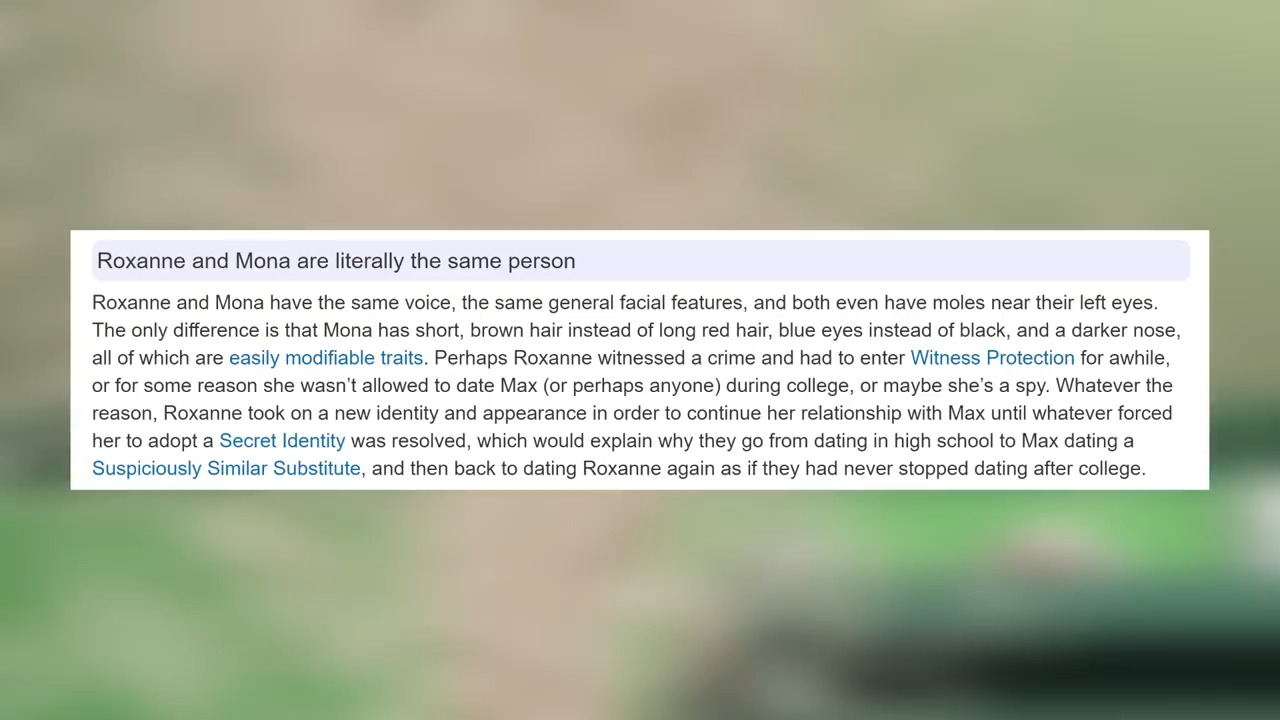 Roxanne and Mona are literally the same person
Roxanne and Mona have the same voice, the same general facial features, and both even have moles near their left eyes.
The only difference is that Mona has short, brown hair instead of long red hair, blue eyes instead of black, and a darker nose,
all of which are easily modifiable traits. Perhaps Roxanne witnessed a crime and had to enter Witness Protection for awhile,
or for some reason she wasn’t allowed to date Max (or perhaps anyone) during college, or maybe she’s a spy. Whatever the
reason, Roxanne took on a new identity and appearance in order to continue her relationship with Max until whatever forced
her to adopt a Secret Identity was resolved, which would explain why they go from dating in high school to Max dating a
Suspiciously Similar Substitute, and then back to dating Roxanne again as if they had never stopped dating after college.